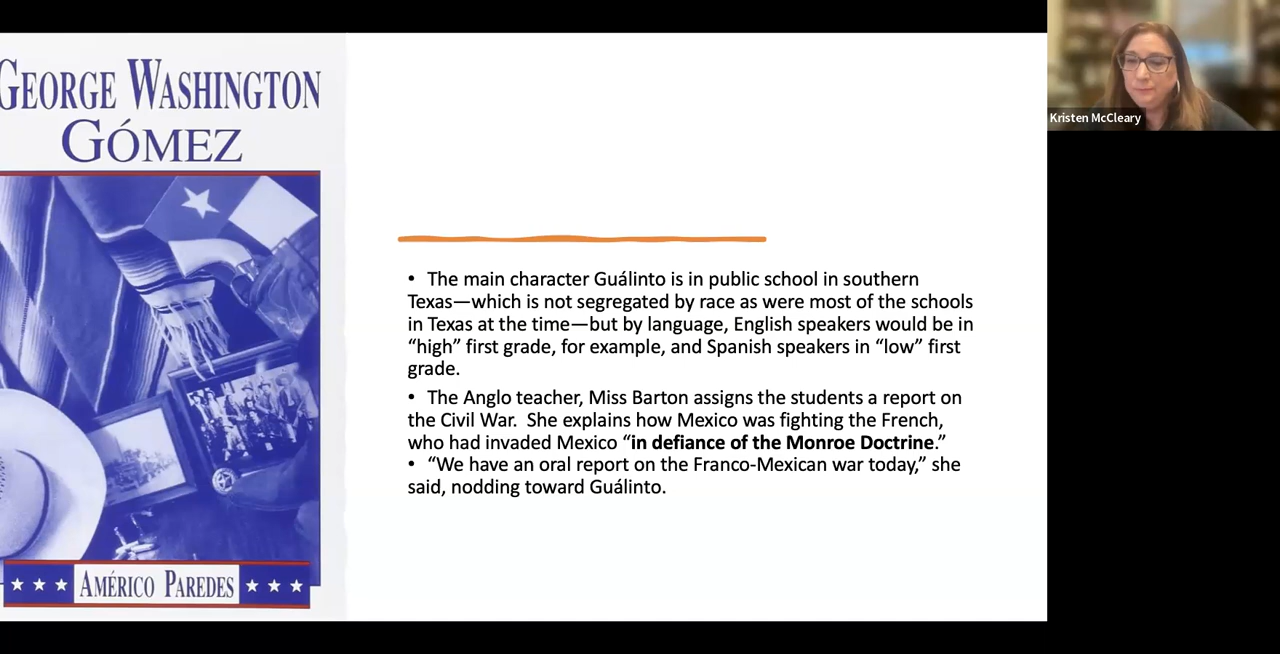 GEORGE WASHINGTON
GÓMEZ
AMÉRICO PAREDES
• The main character Guálinto is in public school in southern
Texas—which is not segregated by race as were most of the schools
in Texas at the time—but by language, English speakers would be in
“high” first grade, for example, and Spanish speakers in “low” first
grade.
• The Anglo teacher, Miss Barton assigns the students a report on
the Civil War.  She explains how Mexico was fighting the French,
who had invaded Mexico “in defiance of the Monroe Doctrine.”
• “We have an oral report on the Franco-Mexican war today,” she
said, nodding toward Guálinto.
Kristen McCleary